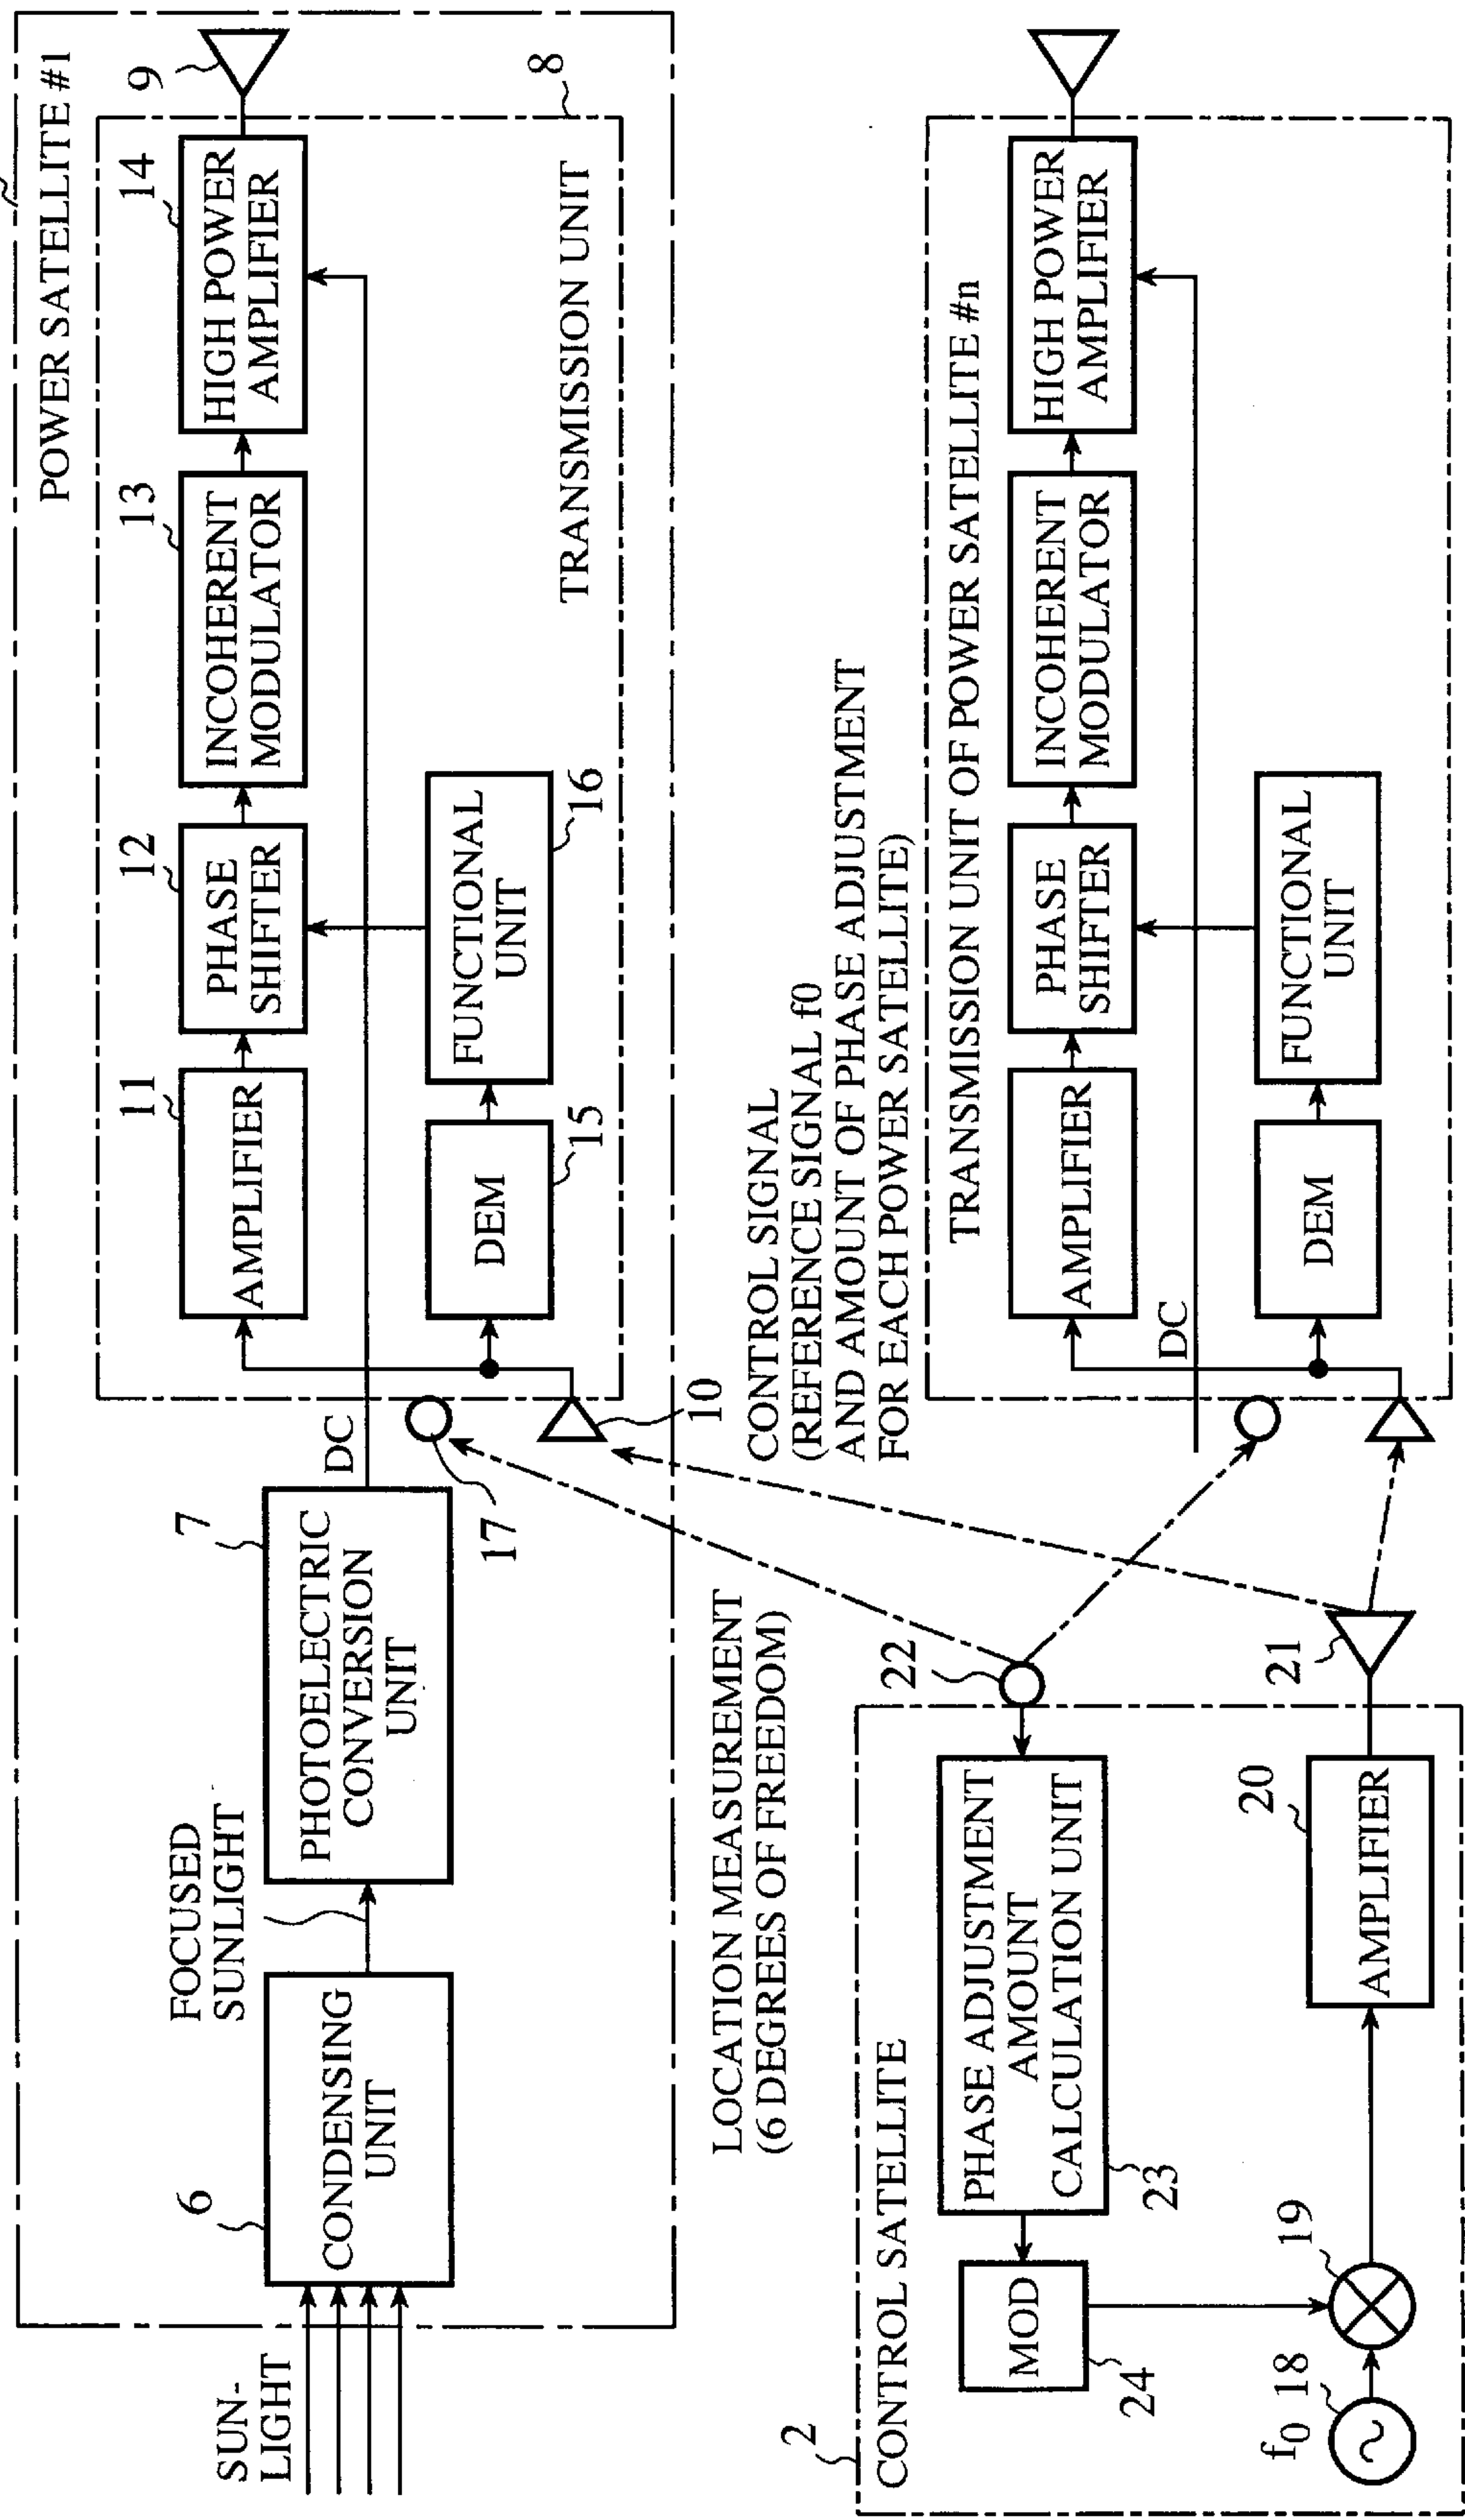 POWER SATELLITE #1
SUN-
LIGHT
6
CONDENSING
UNIT
FOCUSED
SUNLIGHT
7
PHOTOELECTRIC
CONVERSION
UNIT
DC
17
10
11
AMPLIFIER
12
PHASE
SHIFTER
13
INCOHERENT
MODULATOR
14
HIGH POWER
AMPLIFIER
9
8
DEM
15
FUNCTIONAL
UNIT
16
TRANSMISSION UNIT
LOCATION MEASUREMENT
(6 DEGREES OF FREEDOM)
CONTROL SIGNAL
(REFERENCE SIGNAL f0
AND AMOUNT OF PHASE ADJUSTMENT
FOR EACH POWER SATELLITE)
2
CONTROL SATELLITE
MOD
24
PHASE ADJUSTMENT
AMOUNT
CALCULATION UNIT
23
22
f0
18
19
20
AMPLIFIER
21
TRANSMISSION UNIT OF POWER SATELLITE #n
AMPLIFIER
PHASE
SHIFTER
INCOHERENT
MODULATOR
HIGH POWER
AMPLIFIER
DC
DEM
FUNCTIONAL
UNIT